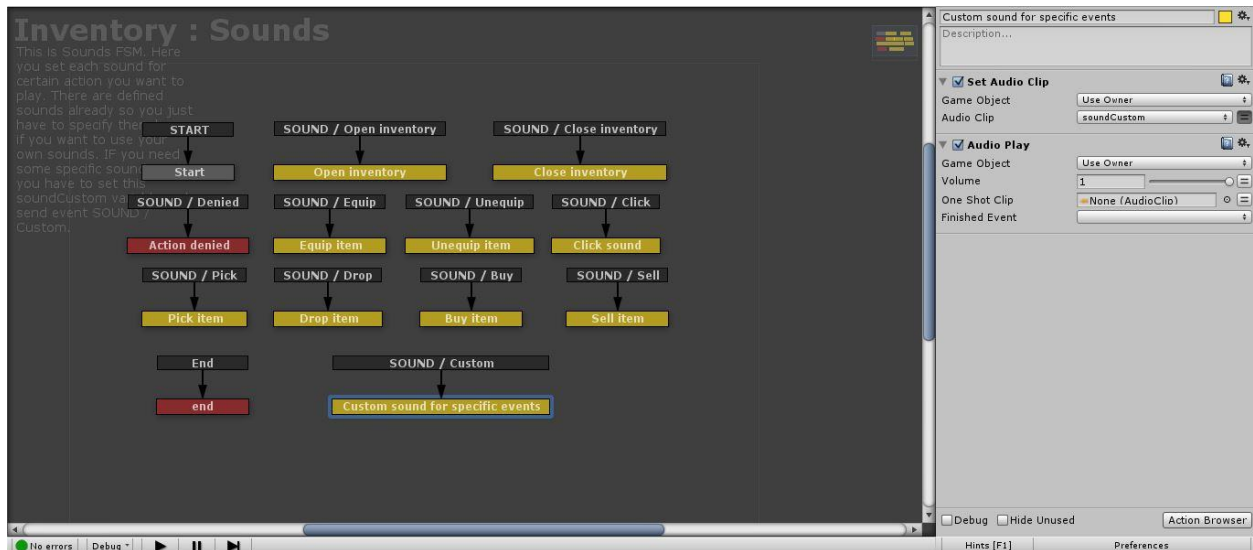 Inventory : Sounds
This is Sounds FSM. Here
you set each sound for
certain action you want to
play. There are defined
sounds already so you just
have to specify
if you want to use your
own sounds. IF you need
some specific
you have to set this
soundCustom
send event SOUND /
Custom.
START
SOUND / Open inventory
SOUND / Close inventory
Start
Open inventory
Close inventory
SOUND / Denied
SOUND / Equip
SOUND / Unequip
SOUND / Click
Action denied
Equip item
Unequip item
Click sound
SOUND / Pick
SOUND / Drop
SOUND / Buy
SOUND / Sell
Pick item
Drop item
Buy item
Sell item
End
SOUND / Custom
end
Custom sound for specific events
No errors
Debug
Custom sound for specific events
Description...
Set Audio Clip
Game Object Use Owner
Audio Clip soundCustom
Audio Play
Game Object Use Owner
Volume 1
One Shot Clip None (AudioClip)
Finished Event
Debug Hide Unused Action Browser
Hints [F1] Preferences